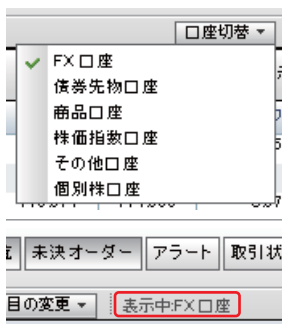 口座切替 ▼
✓ FX口座
債券先物口座
商品口座
株価指数口座
その他口座
個別株口座
未決オーダー アラート 取引状
目の変更 ▼ 表示中:FX口座